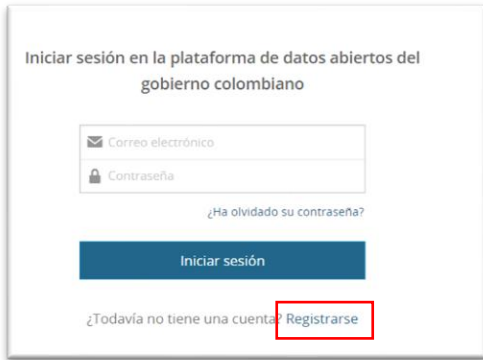 Iniciar sesión en la plataforma de datos abiertos del
gobierno colombiano
Correo electrónico
Contraseña
¿Ha olvidado su contraseña?
Iniciar sesión
¿Todavía no tiene una cuenta? Registrarse